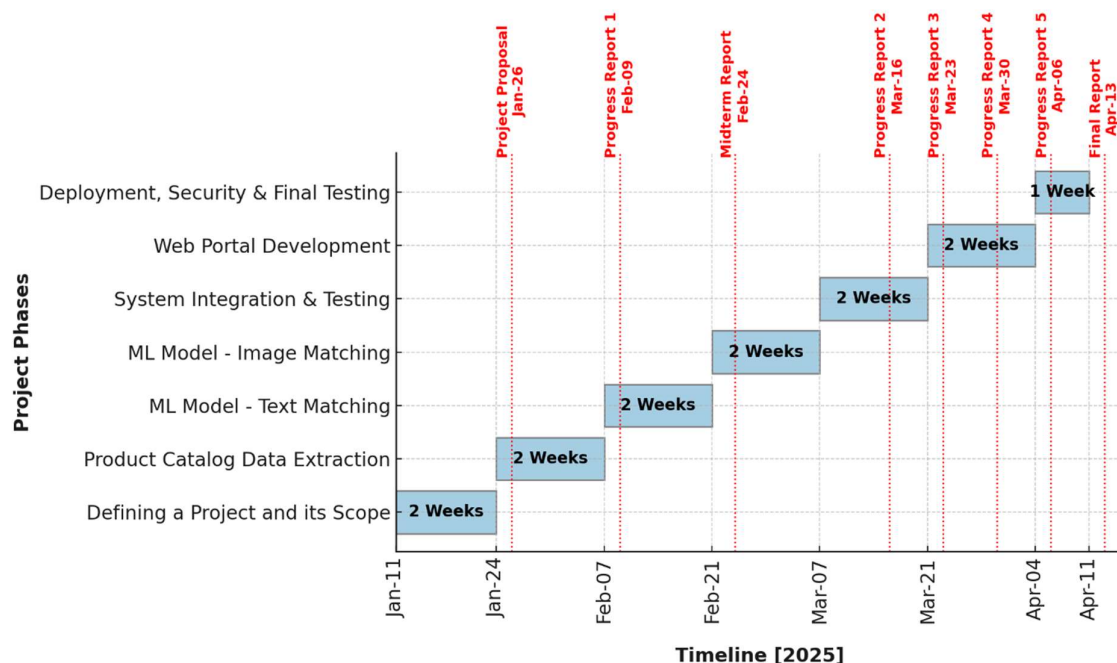 Project Proposal
Jan-26
Progress Report 1
Feb-09
Midterm Report
Feb-24
Progress Report 2
Mar-16
Progress Report 3
Mar-23
Progress Report 4
Mar-30
Progress Report 5
Apr-06
Final Report
Apr-13
Project Phases
Deployment, Security & Final Testing
1 Week
Web Portal Development
2 Weeks
System Integration & Testing
2 Weeks
ML Model - Image Matching
2 Weeks
ML Model - Text Matching
2 Weeks
Product Catalog Data Extraction
2 Weeks
Defining a Project and its Scope
2 Weeks
Jan-11
Jan-24
Feb-07
Feb-21
Mar-07
Mar-21
Apr-04
Apr-11
Timeline [2025]